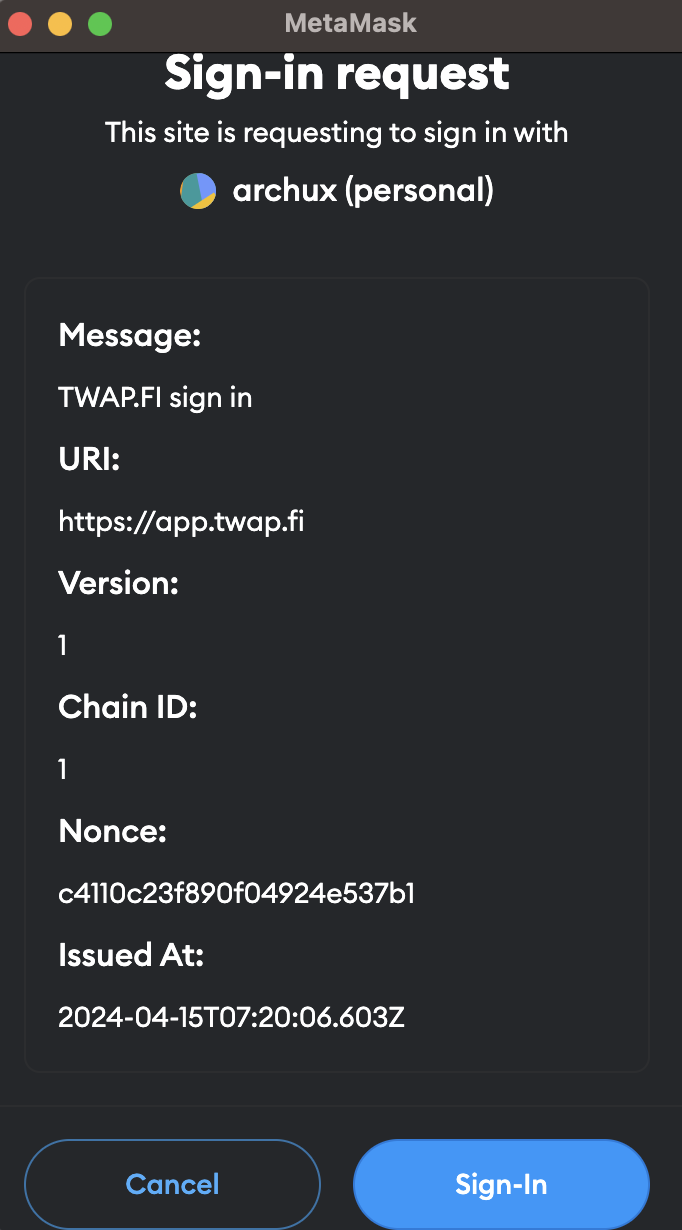 MetaMask
Sign-in request
This site is requesting to sign in with
archux (personal)
Message:
TWAP.FI sign in
URI:
https://app.twap.fi
Version:
1
Chain ID:
1
Nonce:
c4110c23f890f04924e537b1
Issued At:
2024-04-15T07:20:06.603Z
Cancel
Sign-In